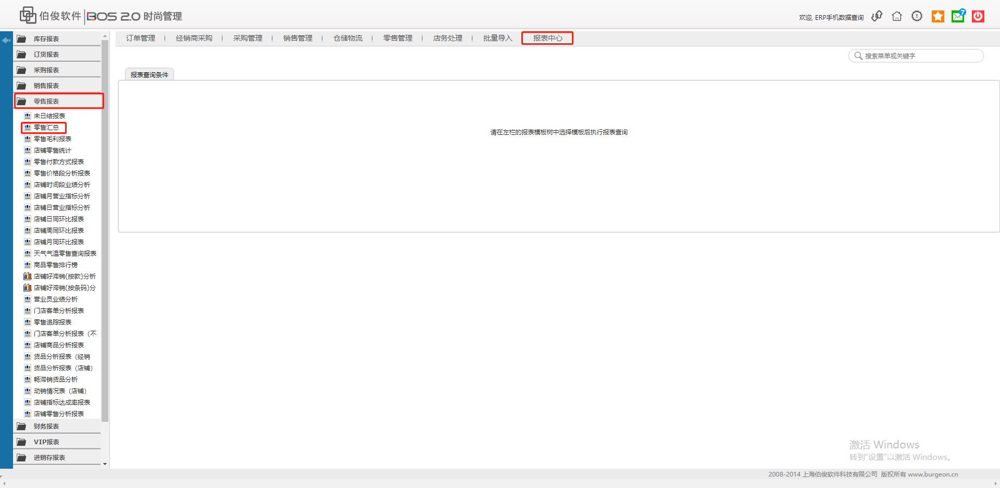 伯俊软件 BOS 2.0 时尚管理
欢迎, ERP手机数据查询
7
订单管理 经销商采购 采购管理 销售管理 仓储物流 零售管理 店务处理 批量导入 报表中心
搜索菜单或关键字
库存报表
订货报表
采购报表
销售报表
零售报表
未日结报表
零售汇总
零售毛利报表
店铺零售统计
零售付款方式报表
零售价格段分析报表
店铺时间段业绩分析
店铺月营业指标分析
店铺日营业指标分析
店铺日同环比报表
店铺周同环比报表
店铺月同环比报表
天气气温零售查询报表
商品零售排行榜
店铺好滞销(按款)分析
店铺好滞销(按条码)分
营业员业绩分析
门店客单分析报表
零售追踪报表
门店客单分析报表（不
店铺商品分析报表
货品分析报表（经销
货品分析报表（店铺）
畅滞销货品分析
动销情况表（店铺）
店铺指标达成率报表
店铺零售分析报表
财务报表
VIP报表
进销存报表
报表查询条件
请在左栏的报表模板树中选择模板后执行报表查询
激活 Windows
转到"设置"以激活 Windows。
2008-2014 上海伯俊软件科技有限公司 版权所有 www.burgeon.cn